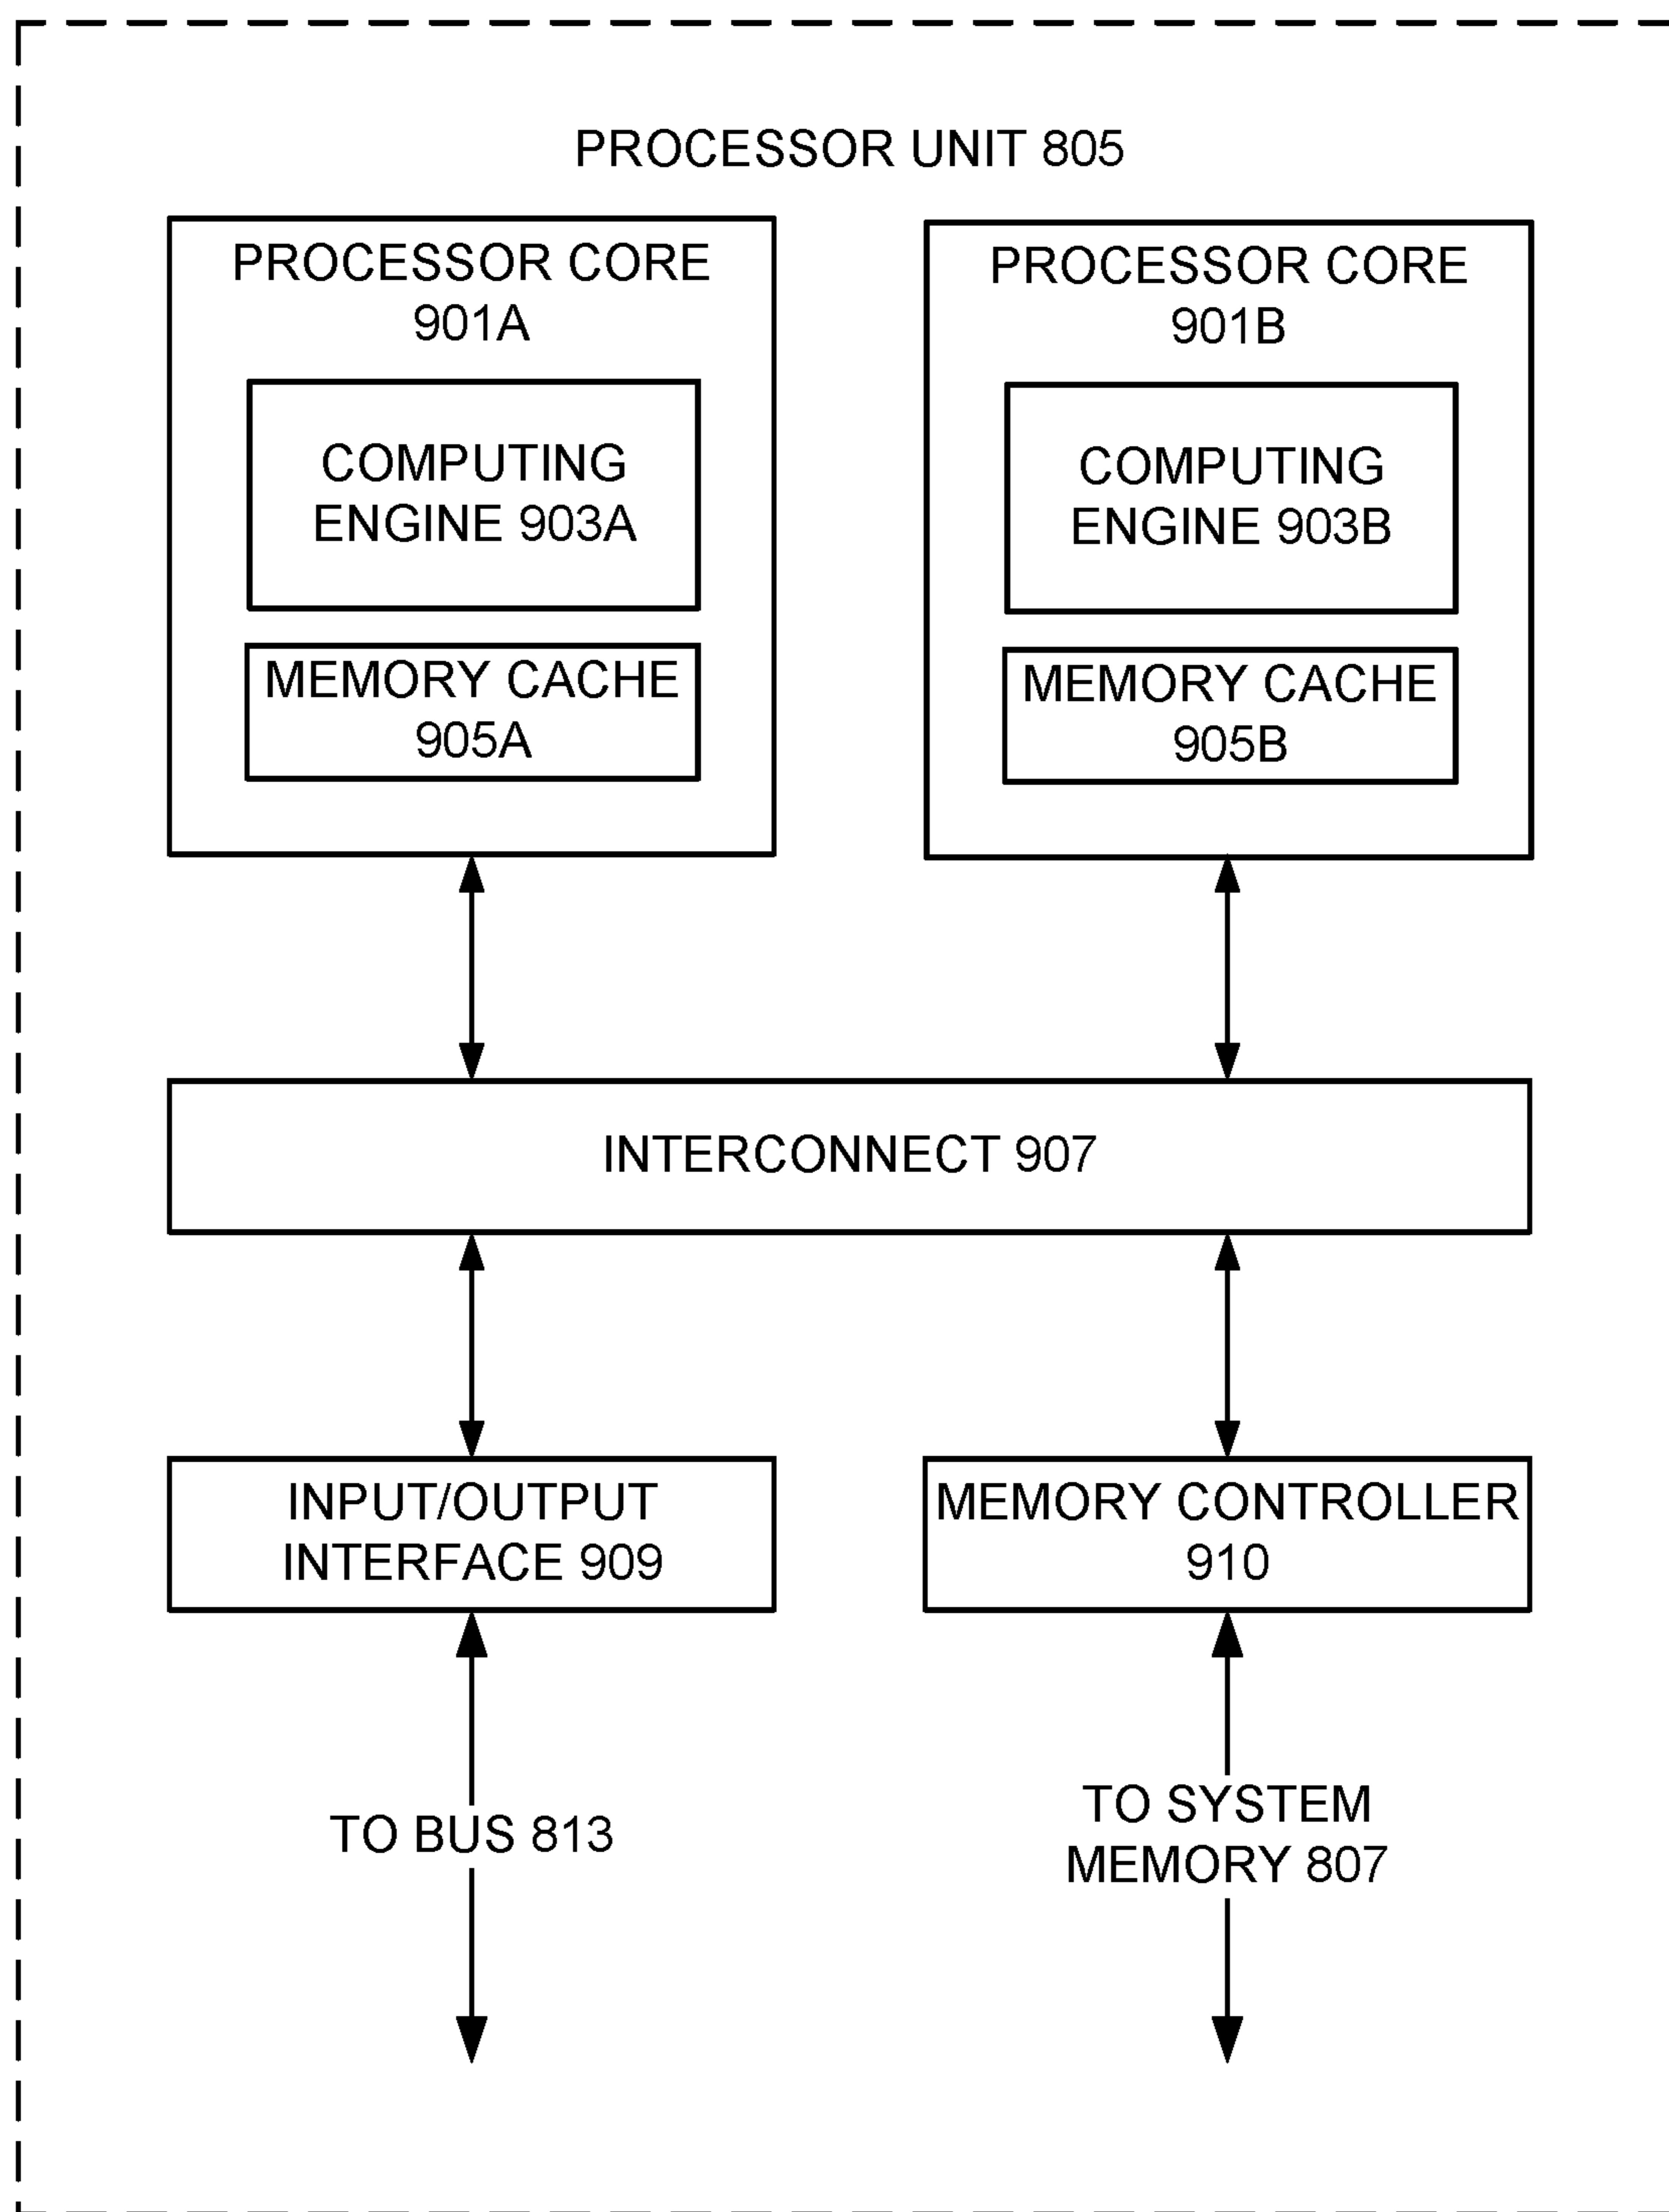 PROCESSOR UNIT 805
PROCESSOR CORE
901A
COMPUTING
ENGINE 903A
MEMORY CACHE
905A
PROCESSOR CORE
901B
COMPUTING
ENGINE 903B
MEMORY CACHE
905B
INTERCONNECT 907
INPUT/OUTPUT
INTERFACE 909
MEMORY CONTROLLER
910
TO BUS 813
TO SYSTEM
MEMORY 807